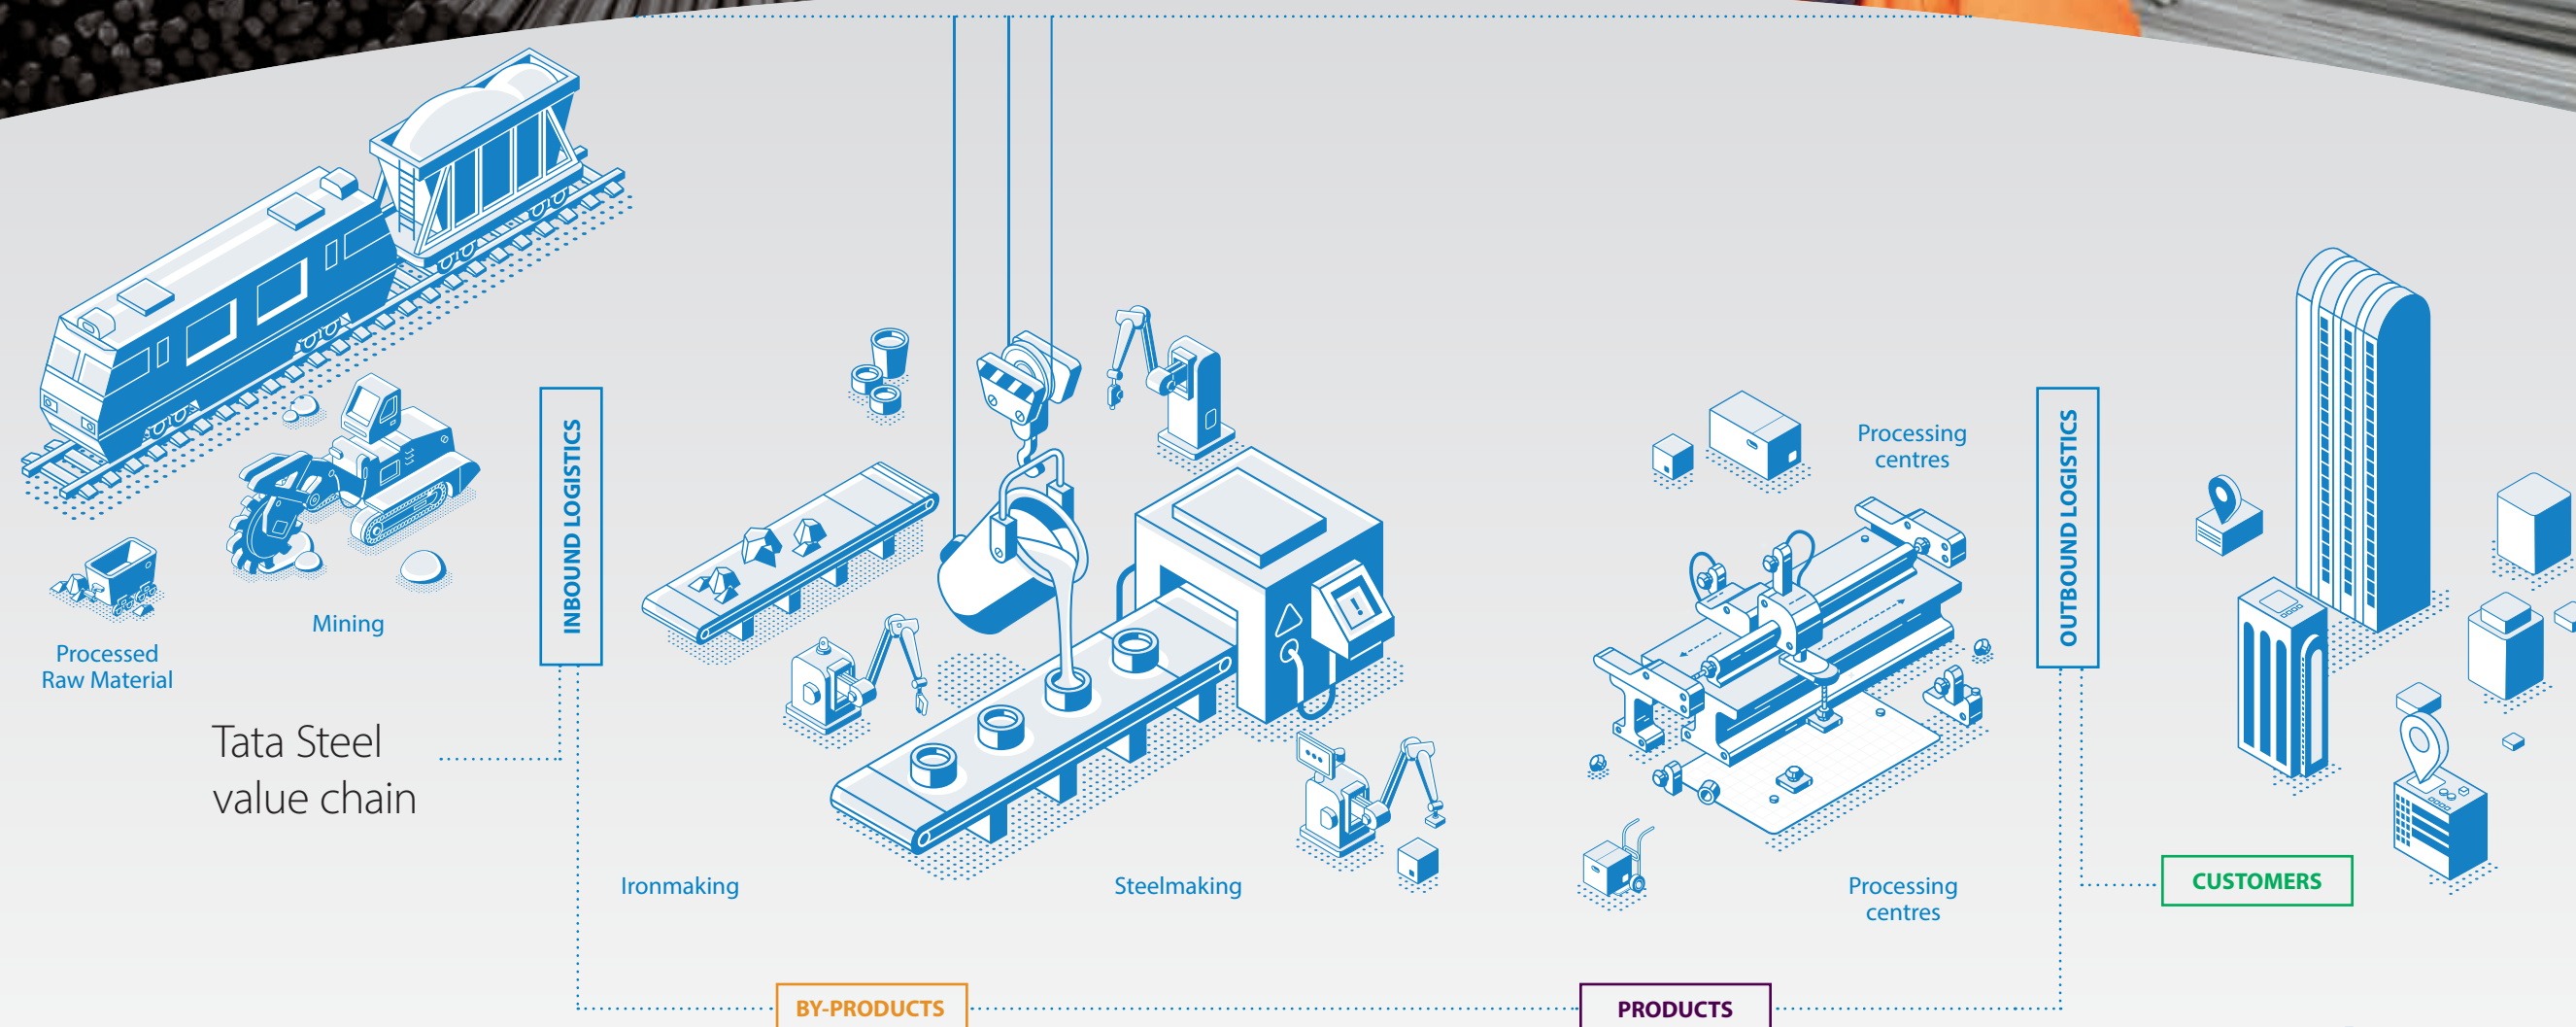 Processed
Raw Material
Mining
Tata Steel
value chain
INBOUND LOGISTICS
Ironmaking
Steelmaking
BY-PRODUCTS
Processing
centres
Processing
centres
PRODUCTS
OUTBOUND LOGISTICS
CUSTOMERS